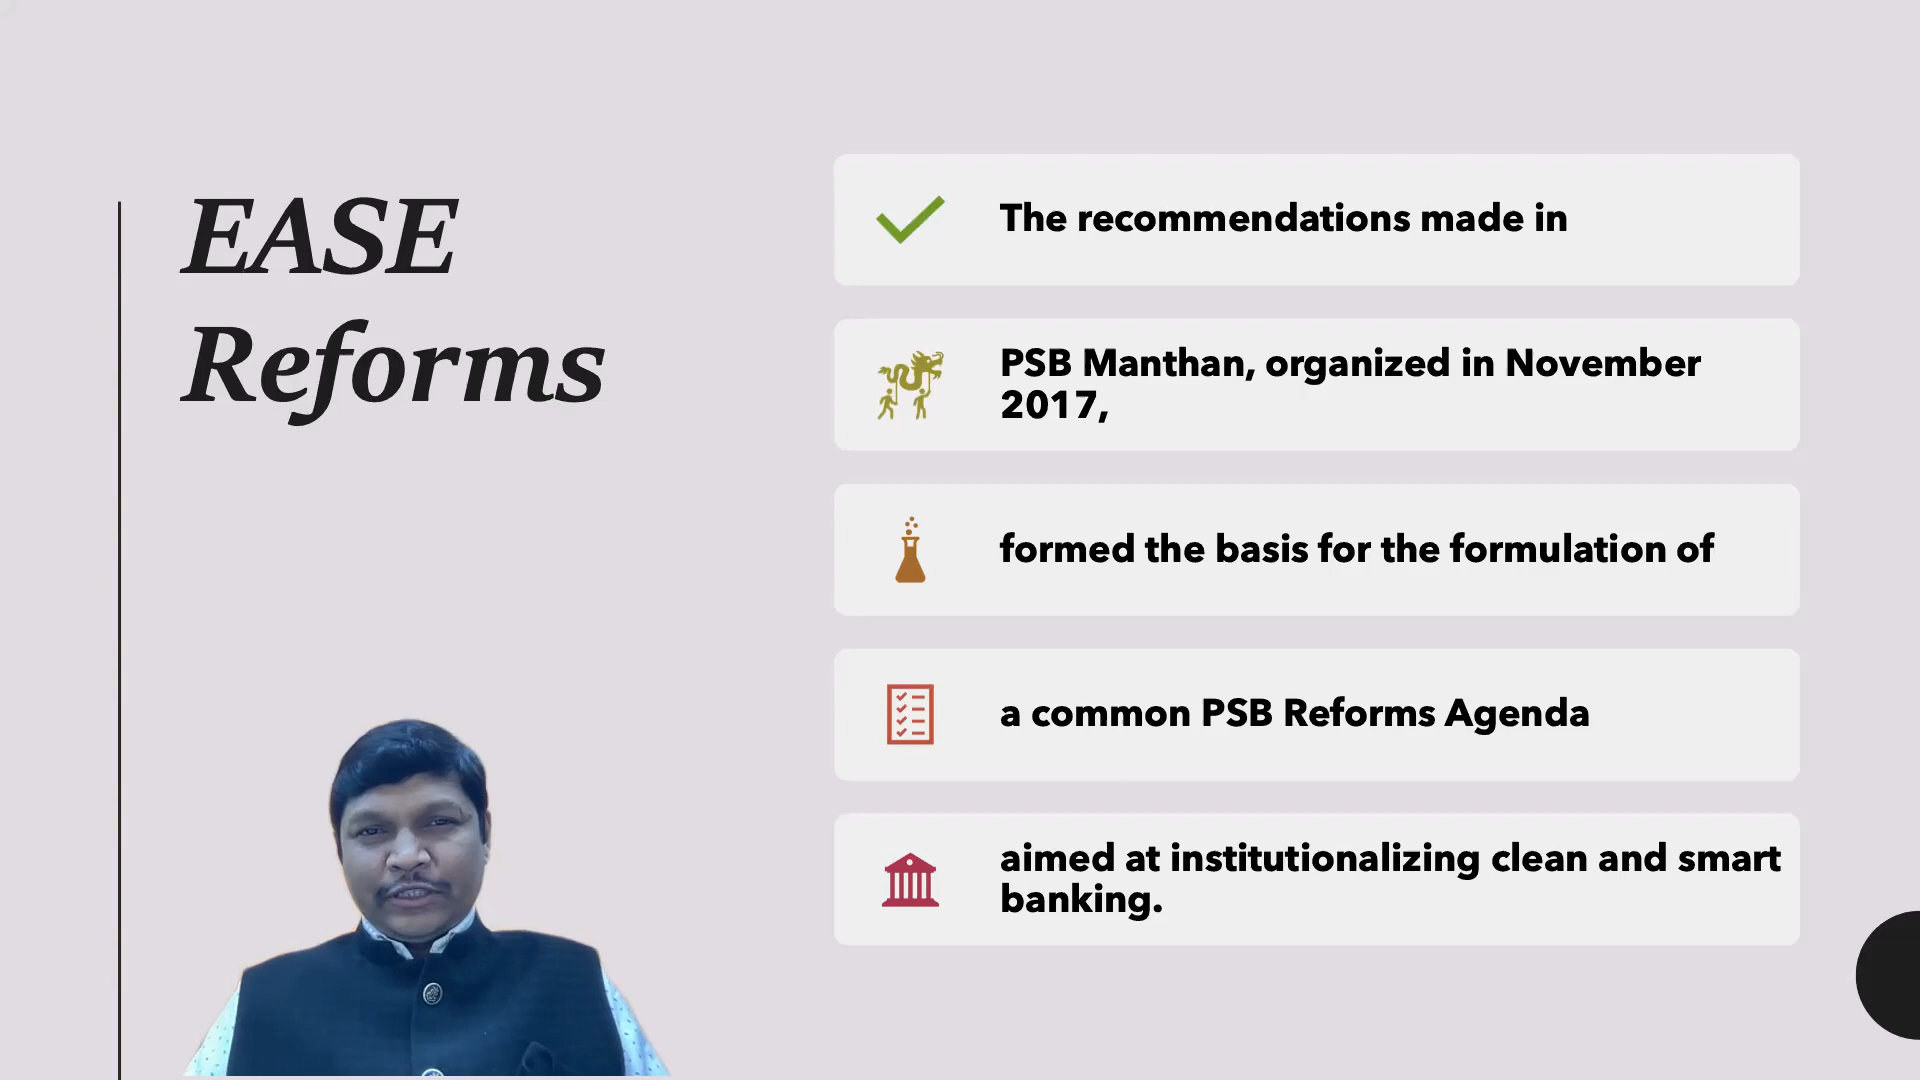 EASE
Reforms
The recommendations made in
PSB Manthan, organized in November
2017,
formed the basis for the formulation of
a common PSB Reforms Agenda
aimed at institutionalizing clean and smart
banking.